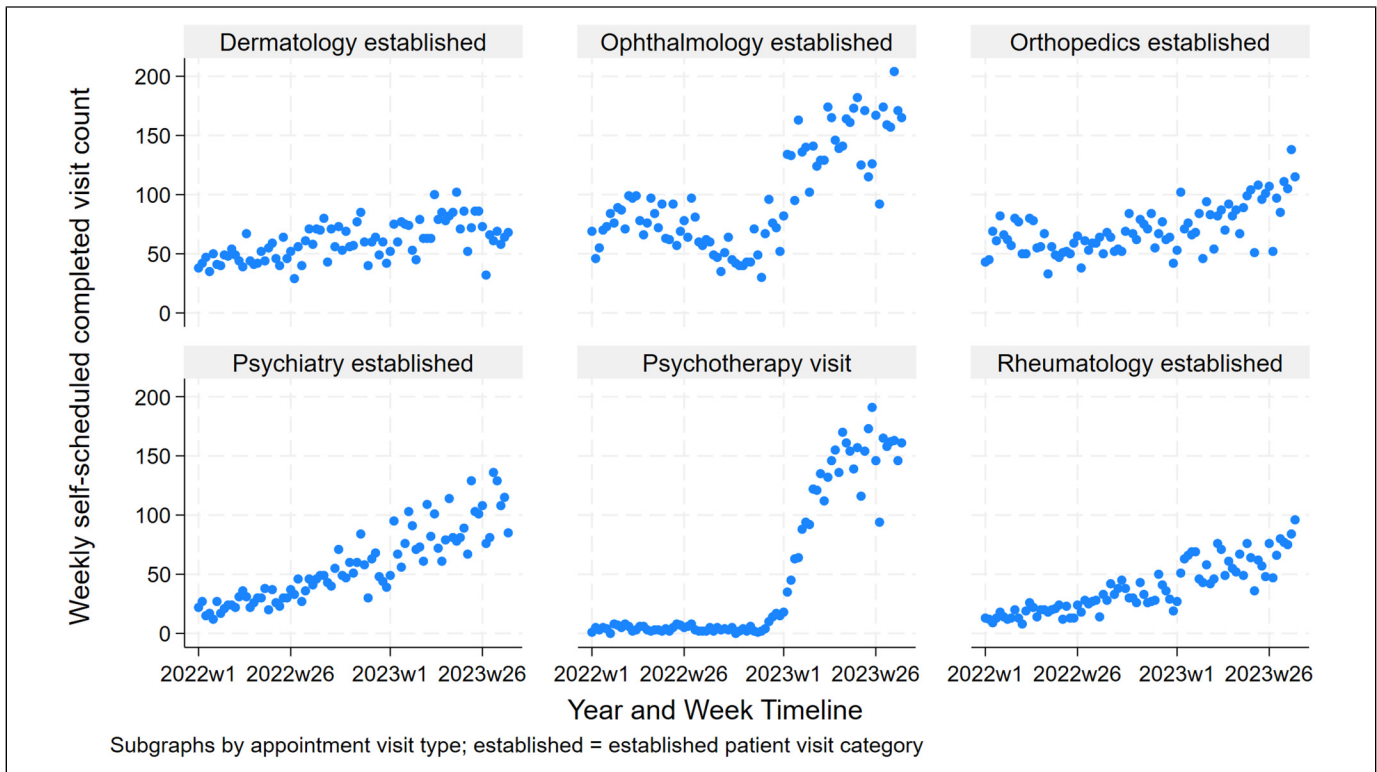 Dermatology established
Ophthalmology established
Orthopedics established
Weekly self-scheduled completed visit count
200
150
100
50
0
Psychiatry established
Psychotherapy visit
Rheumatology established
200
150
100
50
0
2022w1 2022w26 2023w1 2023w26
2022w1 2022w26 2023w1 2023w26
2022w1 2022w26 2023w1 2023w26
Year and Week Timeline
Subgraphs by appointment visit type; established = established patient visit category